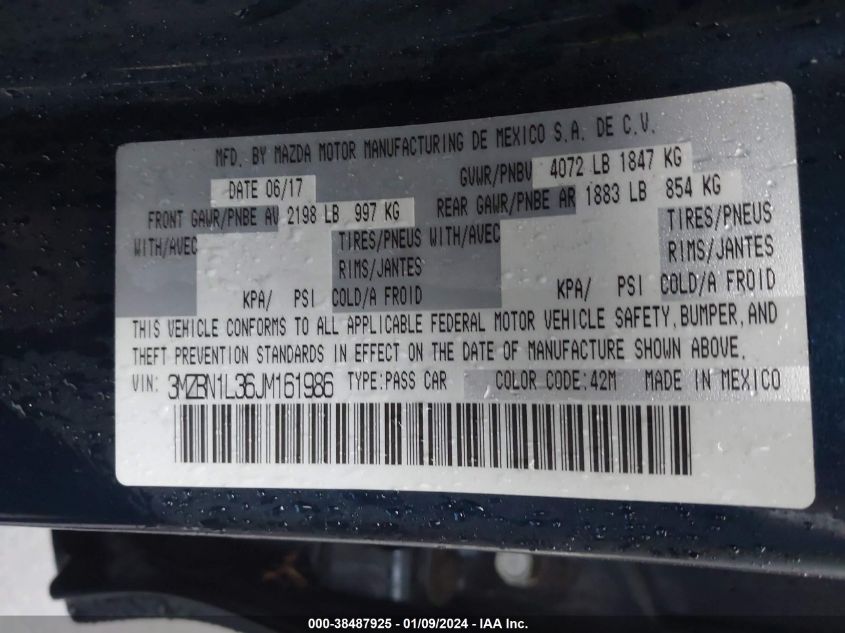 MFD. BY MAZDA MOTOR MANUFACTURING DE MEXICO S.A. DE C.V.
DATE 06/17 GVWR/PNBV 4072 LB 1847 KG
FRONT GAWR/PNBE AV 2198 LB 997 KG REAR GAWR/PNBE AR 1883 LB 854 KG
WITH/AVEC TIRES/PNEUS WITH/AVEC TIRES/PNEUS
RIMS/JANTES RIMS/JANTES
KPA/ PSI COLD/A FROID KPA/ PSI COLD/A FROID
THIS VEHICLE CONFORMS TO ALL APPLICABLE FEDERAL MOTOR VEHICLE SAFETY, BUMPER, AND
THEFT PREVENTION STANDARDS IN EFFECT ON THE DATE OF MANUFACTURE SHOWN ABOVE.
VIN: 3MZBN1L36JM161986 TYPE:PASS CAR COLOR CODE:42M MADE IN MEXICO
000-38487925 - 01/09/2024 - IAA Inc.